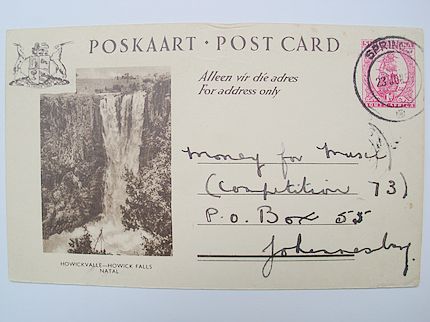 POSKAART · POST CARD
Alleen vir die adres
For address only
SPRINGS
Money for Music
(Competition 73)
P.O. Box 55
Johannesburg.
HOWICKVALLE—HOWICK FALLS
NATAL